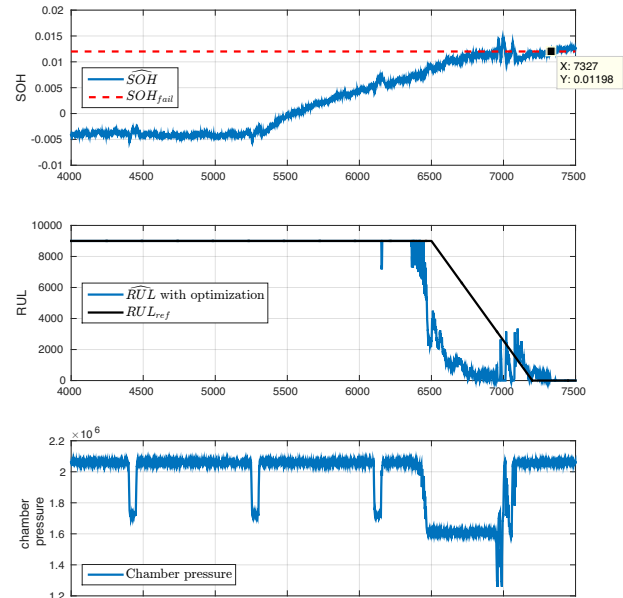 0.02
0.015
0.01
0.005
0
-0.005
-0.01
SOH
SOH
SOH_fail
X: 7327
Y: 0.01198
4000 4500 5000 5500 6000 6500 7000 7500
10000
8000
6000
4000
2000
0
RUL
RUL with optimization
RUL_ref
4000 4500 5000 5500 6000 6500 7000 7500
×10^6
2.2
2
1.8
1.6
1.4
1.2
chamber
pressure
Chamber pressure